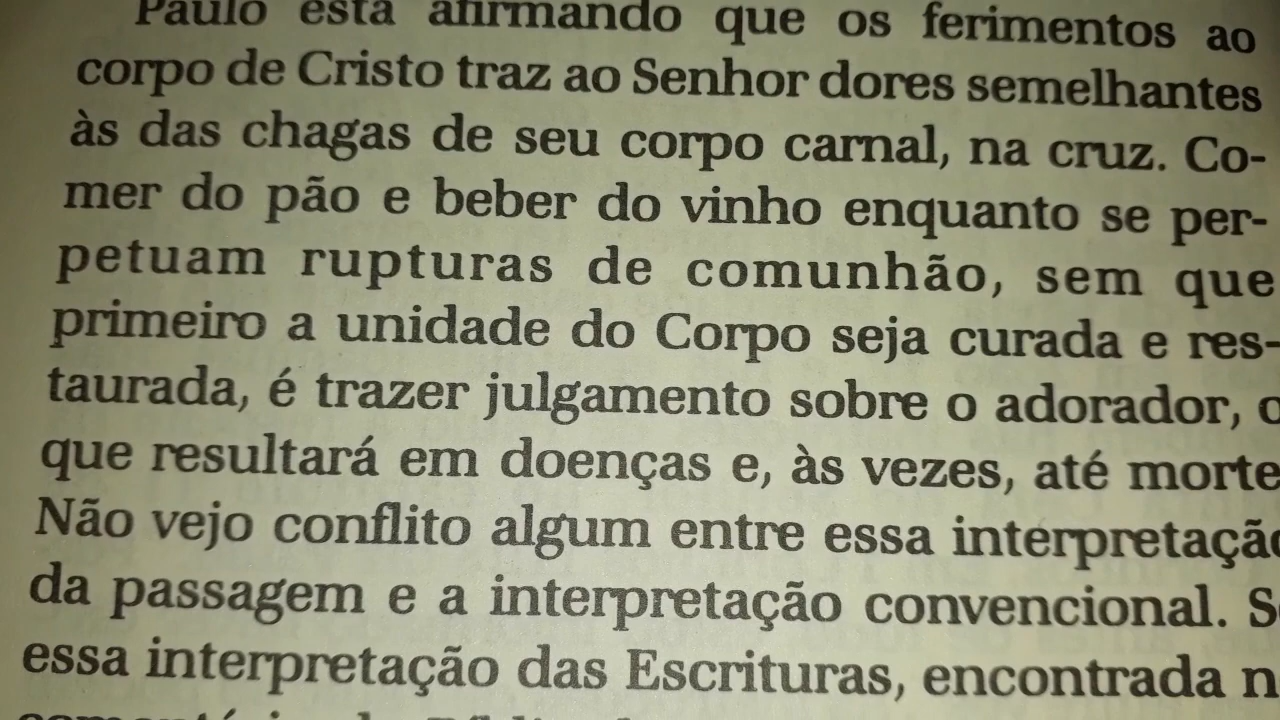 Paulo está afirmando que os ferimentos ao
corpo de Cristo traz ao Senhor dores semelhantes
às das chagas de seu corpo carnal, na cruz. Co-
mer do pão e beber do vinho enquanto se per-
petuam rupturas de comunhão, sem que
primeiro a unidade do Corpo seja curada e res-
taurada, é trazer julgamento sobre o adorador, o
que resultará em doenças e, às vezes, até morte
Não vejo conflito algum entre essa interpretação
da passagem e a interpretação convencional. S
essa interpretação das Escrituras, encontrada n